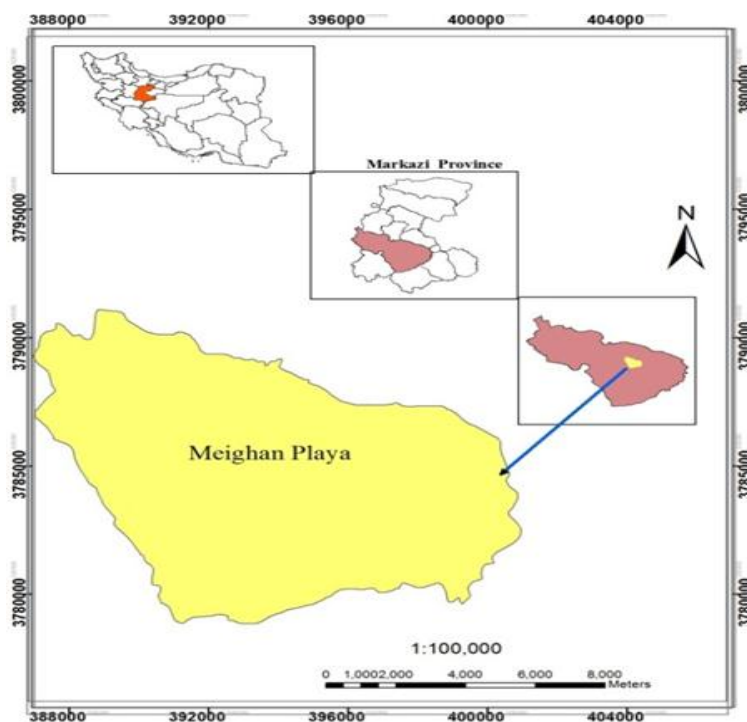 388000 392000 396000 400000 404000
3800000 3800000
Markazi Province
3795000 3795000
N
3790000 3790000
Meighan Playa
3785000 3785000
3780000 3780000
1:100,000
0 1,0002,000 4,000 6,000 8,000
Meters
388000 392000 396000 400000 404000